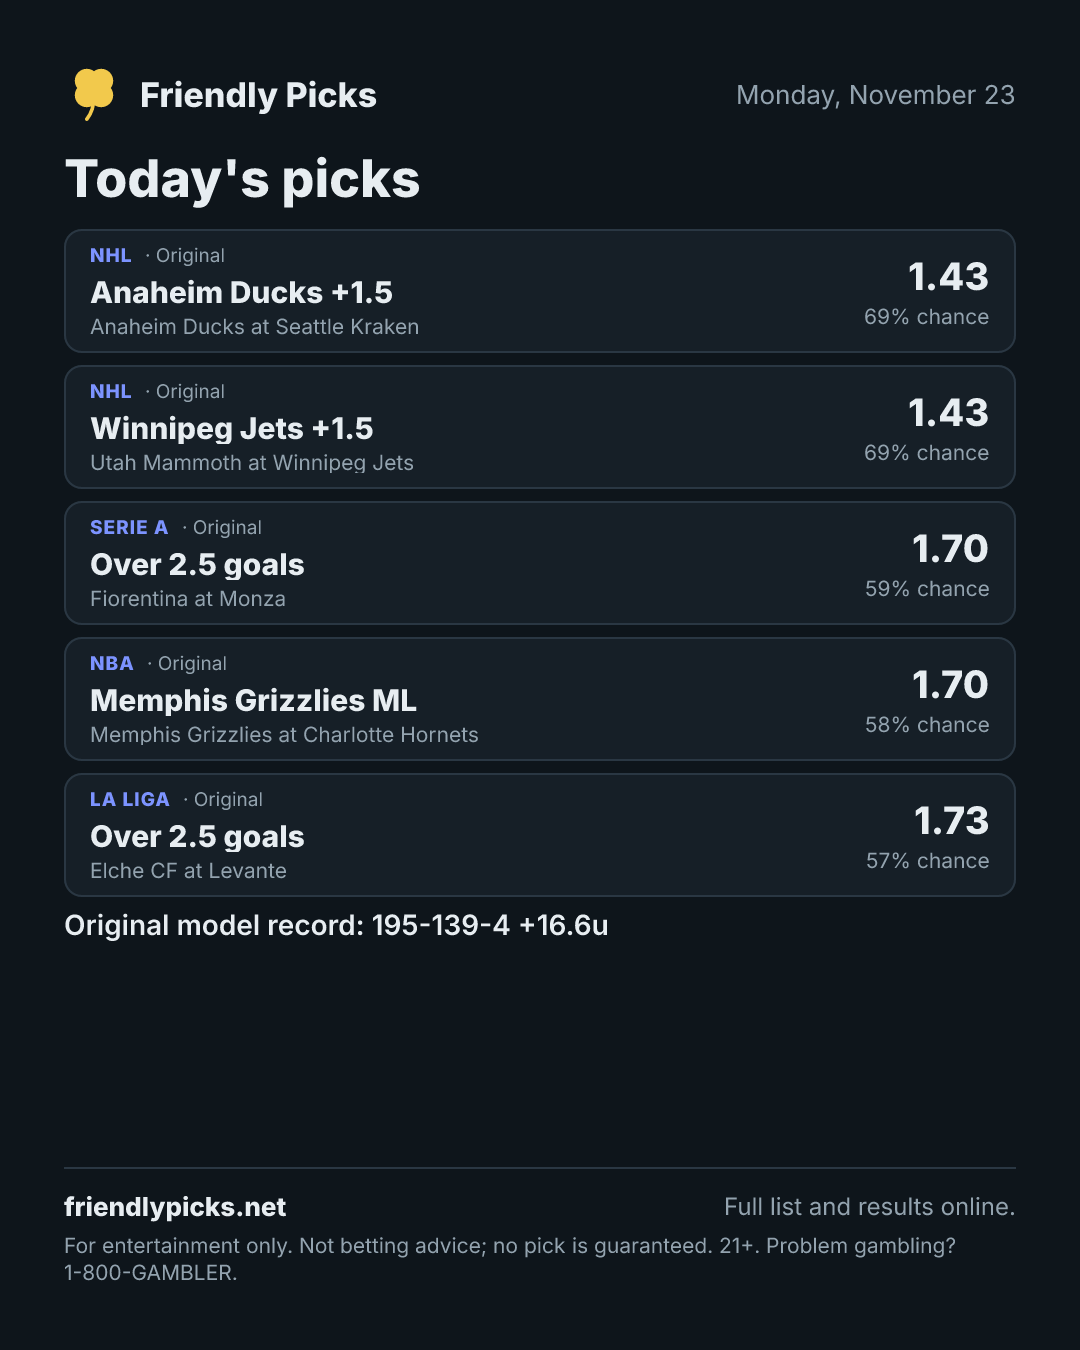 Friendly Picks
Monday, November 23
Today's picks
NHL · Original
Anaheim Ducks +1.5
Anaheim Ducks at Seattle Kraken
1.43
69% chance
NHL · Original
Winnipeg Jets +1.5
Utah Mammoth at Winnipeg Jets
1.43
69% chance
SERIE A · Original
Over 2.5 goals
Fiorentina at Monza
1.70
59% chance
NBA · Original
Memphis Grizzlies ML
Memphis Grizzlies at Charlotte Hornets
1.70
58% chance
LA LIGA · Original
Over 2.5 goals
Elche CF at Levante
1.73
57% chance
Original model record: 195-139-4 +16.6u
friendlypicks.net
Full list and results online.
For entertainment only. Not betting advice; no pick is guaranteed. 21+. Problem gambling?
1-800-GAMBLER.